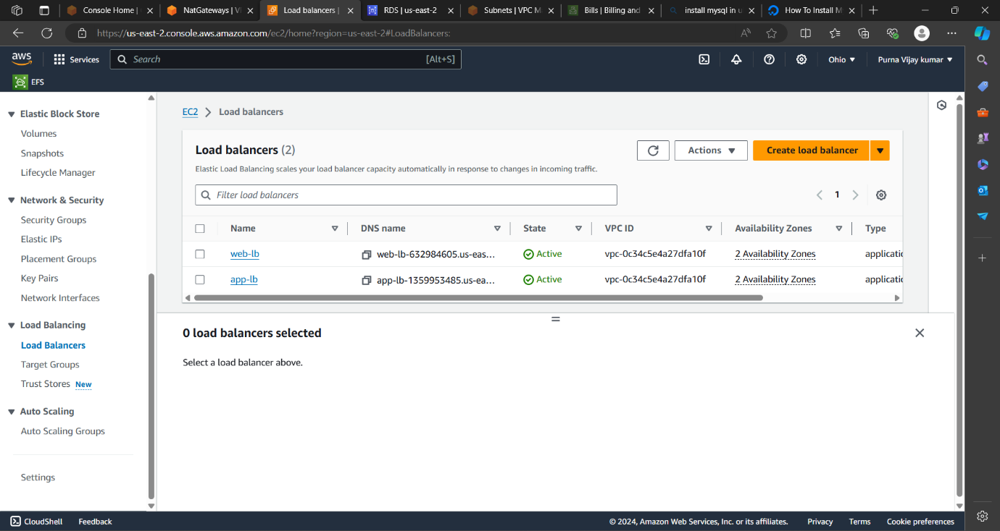 Console Home |
NatGateways | V
Load balancers |
RDS | us-east-2
Subnets | VPC M
Bills | Billing and
install mysql in u
How To Install M
https://us-east-2.console.aws.amazon.com/ec2/home?region=us-east-2#LoadBalancers:
aws
Services
Search
[Alt+S]
Ohio
Purna Vijay kumar
EFS
Elastic Block Store
Volumes
Snapshots
Lifecycle Manager
Network & Security
Security Groups
Elastic IPs
Placement Groups
Key Pairs
Network Interfaces
Load Balancing
Load Balancers
Target Groups
Trust Stores New
Auto Scaling
Auto Scaling Groups
Settings
EC2 > Load balancers
Load balancers (2)
Actions
Create load balancer
Elastic Load Balancing scales your load balancer capacity automatically in response to changes in incoming traffic.
Filter load balancers
1
Name DNS name State VPC ID Availability Zones Type
web-lb web-lb-632984605.us-eas... Active vpc-0c34c5e4a27dfa10f 2 Availability Zones applicatic
app-lb app-lb-1359953485.us-ea... Active vpc-0c34c5e4a27dfa10f 2 Availability Zones applicatic
0 load balancers selected
Select a load balancer above.
CloudShell Feedback © 2024, Amazon Web Services, Inc. or its affiliates. Privacy Terms Cookie preferences